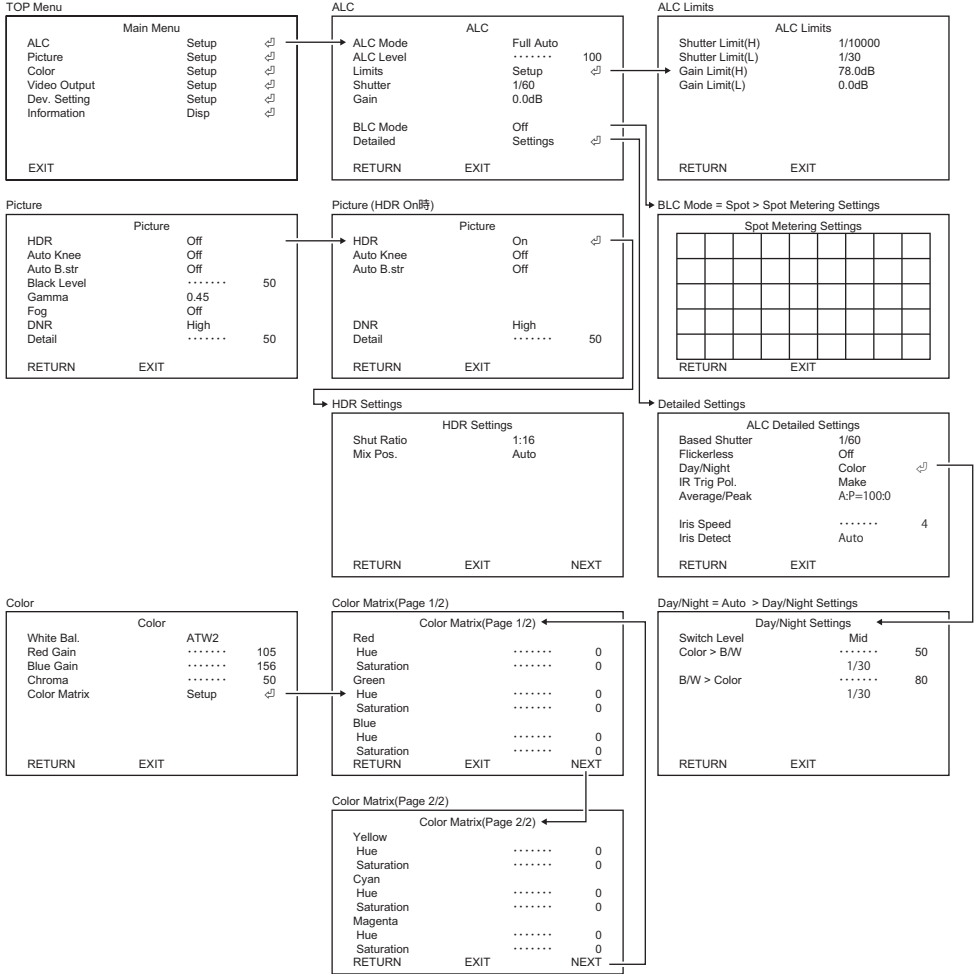 TOP Menu
Main Menu
ALC Setup ⏎
Picture Setup ⏎
Color Setup ⏎
Video Output Setup ⏎
Dev. Setting Setup ⏎
Information Disp ⏎
EXIT
ALC
ALC
ALC Mode Full Auto
ALC Level ······· 100
Limits Setup ⏎
Shutter 1/60
Gain 0.0dB
BLC Mode Off
Detailed Settings ⏎
RETURN EXIT
ALC Limits
ALC Limits
Shutter Limit(H) 1/10000
Shutter Limit(L) 1/30
Gain Limit(H) 78.0dB
Gain Limit(L) 0.0dB
RETURN EXIT
Picture
Picture
HDR Off
Auto Knee Off
Auto B.str Off
Black Level ······· 50
Gamma 0.45
Fog Off
DNR High
Detail ······· 50
RETURN EXIT
Picture (HDR On時)
Picture
HDR On ⏎
Auto Knee Off
Auto B.str Off
DNR High
Detail ······· 50
RETURN EXIT
BLC Mode = Spot > Spot Metering Settings
Spot Metering Settings
RETURN EXIT
HDR Settings
HDR Settings
Shut Ratio 1:16
Mix Pos. Auto
RETURN EXIT NEXT
Detailed Settings
ALC Detailed Settings
Based Shutter 1/60
Flickerless Off
Day/Night Color ⏎
IR Trig Pol. Make
Average/Peak A:P=100:0
Iris Speed ······· 4
Iris Detect Auto
RETURN EXIT
Color
Color
White Bal. ATW2
Red Gain ······· 105
Blue Gain ······· 156
Chroma ······· 50
Color Matrix Setup ⏎
RETURN EXIT
Color Matrix(Page 1/2)
Color Matrix(Page 1/2)
Red
Hue ······· 0
Saturation ······· 0
Green
Hue ······· 0
Saturation ······· 0
Blue
Hue ······· 0
Saturation ······· 0
RETURN EXIT NEXT
Day/Night = Auto > Day/Night Settings
Day/Night Settings
Switch Level Mid
Color > B/W ······· 50
1/30
B/W > Color ······· 80
1/30
RETURN EXIT
Color Matrix(Page 2/2)
Color Matrix(Page 2/2)
Yellow
Hue ······· 0
Saturation ······· 0
Cyan
Hue ······· 0
Saturation ······· 0
Magenta
Hue ······· 0
Saturation ······· 0
RETURN EXIT NEXT